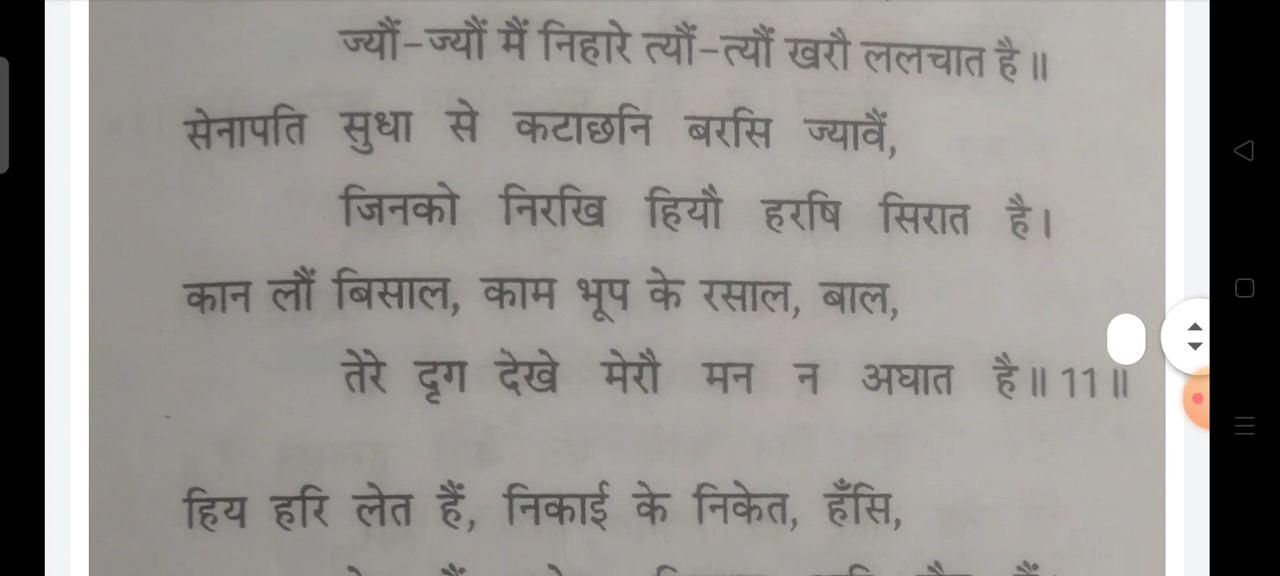 ज्यौं-ज्यौं मैं निहारे त्यौं-त्यौं खरौ ललचात है॥
सेनापति सुधा से कटाछनि बरसि ज्यावैं,
जिनको निरखि हियौ हरषि सिरात है।
कान लौं बिसाल, काम भूप के रसाल, बाल,
तेरे दृग देखे मेरौ मन न अघात है॥11॥
हिय हरि लेत हैं, निकाई के निकेत, हँसि,